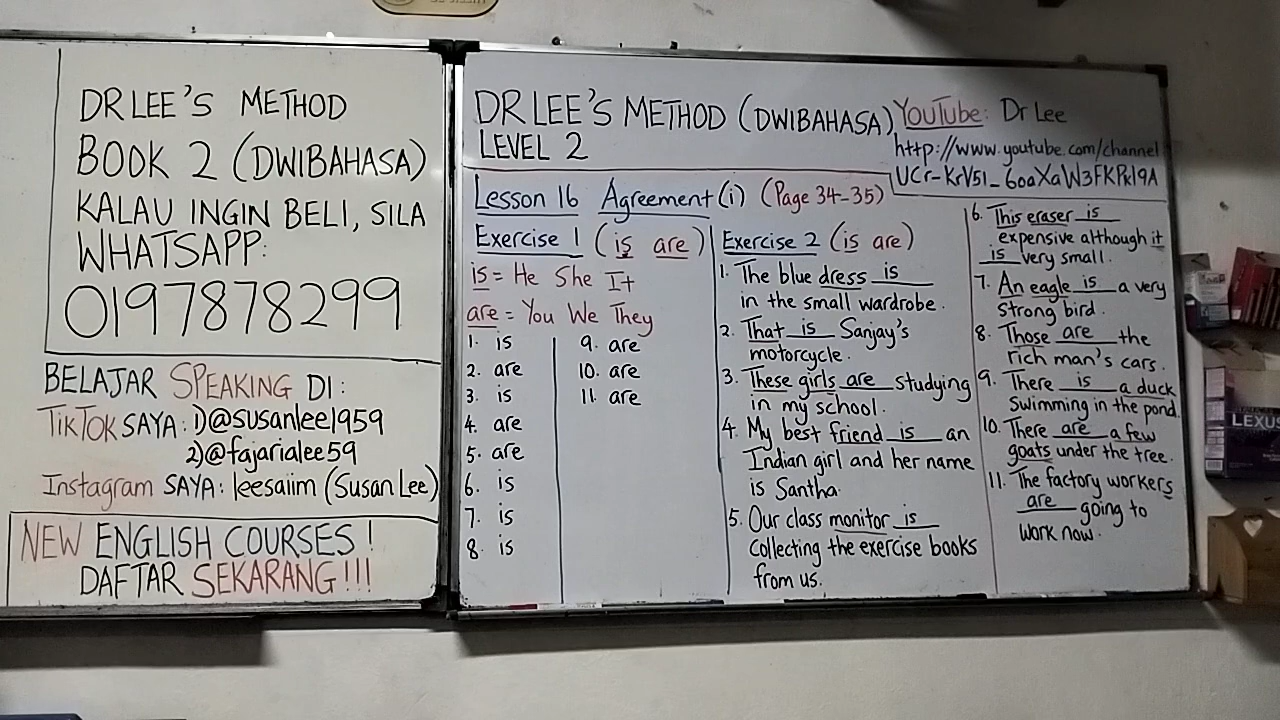 DR LEE'S METHOD
BOOK 2 (DWIBAHASA)
KALAU INGIN BELI, SILA
WHATSAPP:
0197878299
BELAJAR SPEAKING DI:
TikTok SAYA: 1)@susanlee1959
2)@fajarialee59
Instagram SAYA: leesaiim (Susan Lee)
NEW ENGLISH COURSES!
DAFTAR SEKARANG!!!
DR LEE'S METHOD (DWIBAHASA)
LEVEL 2
YouTube: Dr Lee
http://www.youtube.com/channel
UCr-KrV5l_6oaXaW3FKPkl9A
Lesson 16 Agreement (i) (Page 34-35)
Exercise 1 (is are)
is = He She It
are = You We They
1. is
2. are
3. is
4. are
5. are
6. is
7. is
8. is
9. are
10. are
11. are
Exercise 2 (is are)
1. The blue dress is
in the small wardrobe.
2. That is Sanjay's
motorcycle.
3. These girls are studying
in my school.
4. My best friend is an
Indian girl and her name
is Santha.
5. Our class monitor is
collecting the exercise books
from us.
6. This eraser is
expensive although it
is very small.
7. An eagle is a very
strong bird.
8. Those are the
rich man's cars.
9. There is a duck
Swimming in the pond.
10. There are a few
goats under the tree.
11. The factory workers
are going to
work now.
LEXUS